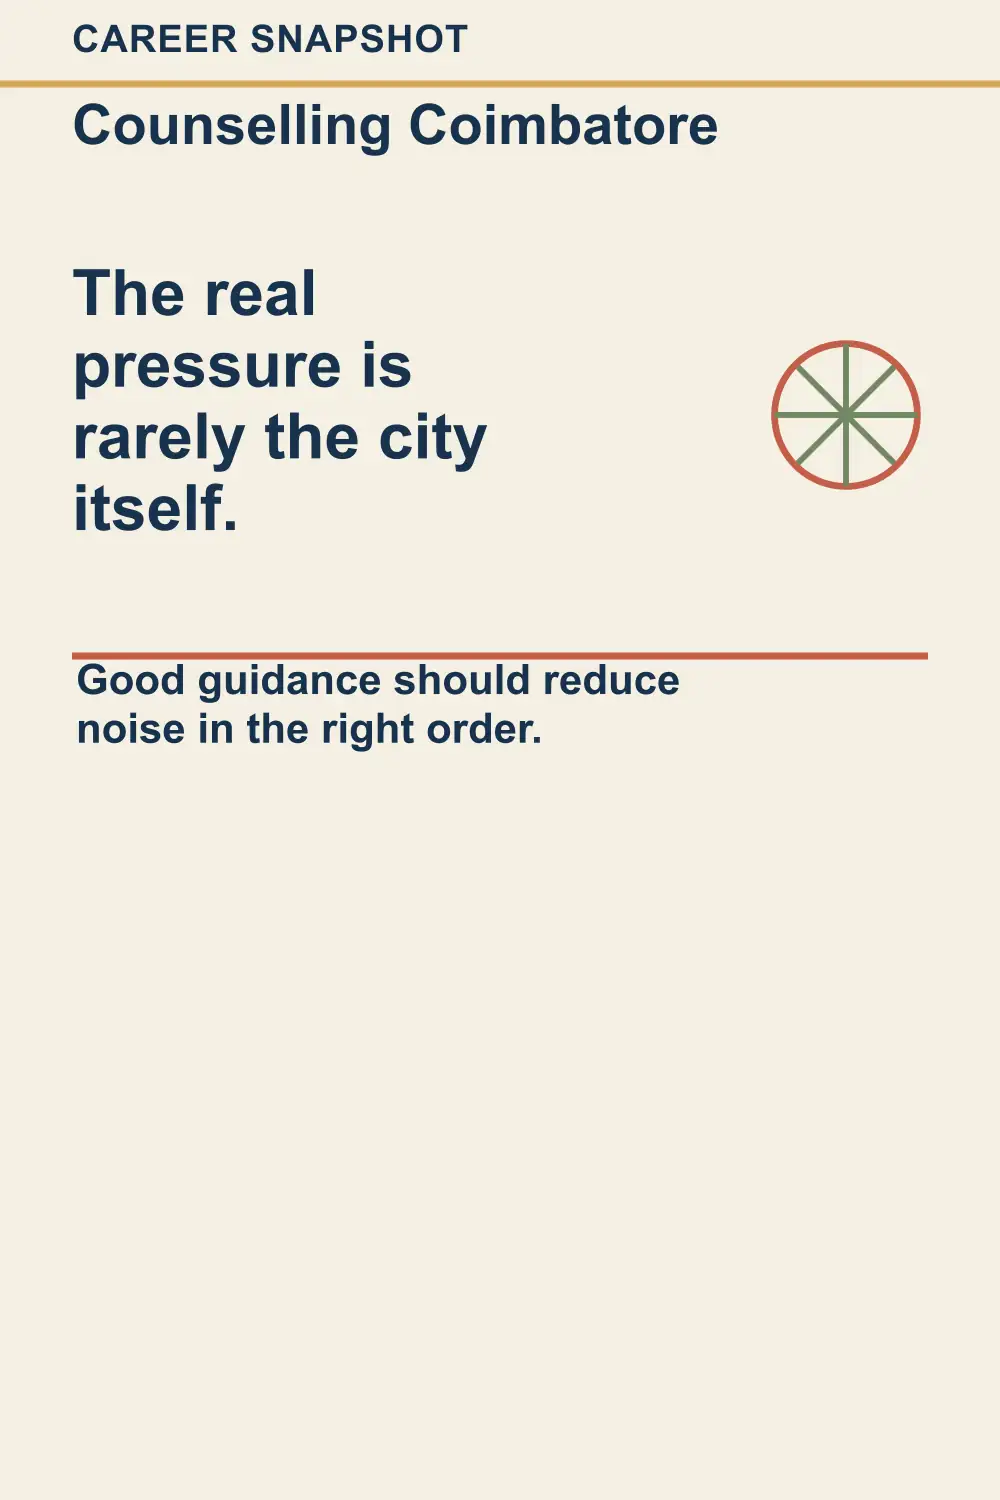 CAREER SNAPSHOT
Counselling Coimbatore
The real
pressure is
rarely the city
itself.
Good guidance should reduce
noise in the right order.